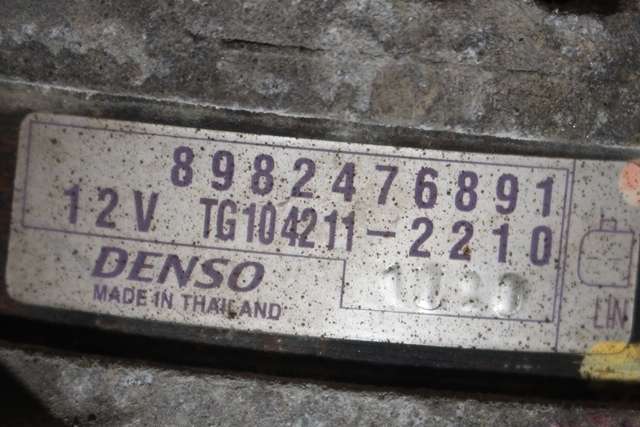 8982476891
12V TG104211-2210
DENSO
MADE IN THAILAND
LIN